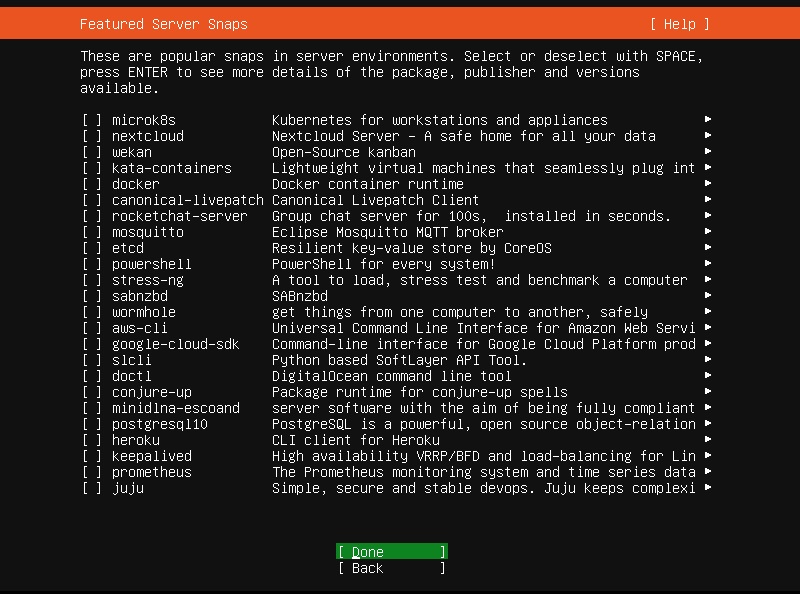 Featured Server Snaps [ Help ]
These are popular snaps in server environments. Select or deselect with SPACE,
press ENTER to see more details of the package, publisher and versions
available.
[ ] microk8s Kubernetes for workstations and appliances ▸
[ ] nextcloud Nextcloud Server - A safe home for all your data ▸
[ ] wekan Open-Source kanban ▸
[ ] kata-containers Lightweight virtual machines that seamlessly plug int ▸
[ ] docker Docker container runtime ▸
[ ] canonical-livepatch Canonical Livepatch Client ▸
[ ] rocketchat-server Group chat server for 100s,  installed in seconds. ▸
[ ] mosquitto Eclipse Mosquitto MQTT broker ▸
[ ] etcd Resilient key-value store by CoreOS ▸
[ ] powershell PowerShell for every system! ▸
[ ] stress-ng A tool to load, stress test and benchmark a computer ▸
[ ] sabnzbd SABnzbd ▸
[ ] wormhole get things from one computer to another, safely ▸
[ ] aws-cli Universal Command Line Interface for Amazon Web Servi ▸
[ ] google-cloud-sdk Command-line interface for Google Cloud Platform prod ▸
[ ] slcli Python based SoftLayer API Tool. ▸
[ ] doctl DigitalOcean command line tool ▸
[ ] conjure-up Package runtime for conjure-up spells ▸
[ ] minidlna-escoand server software with the aim of being fully compliant ▸
[ ] postgresql10 PostgreSQL is a powerful, open source object-relation ▸
[ ] heroku CLI client for Heroku ▸
[ ] keepalived High availability VRRP/BFD and load-balancing for Lin ▸
[ ] prometheus The Prometheus monitoring system and time series data ▸
[ ] juju Simple, secure and stable devops. Juju keeps complexi ▸
[ Done ]
[ Back ]